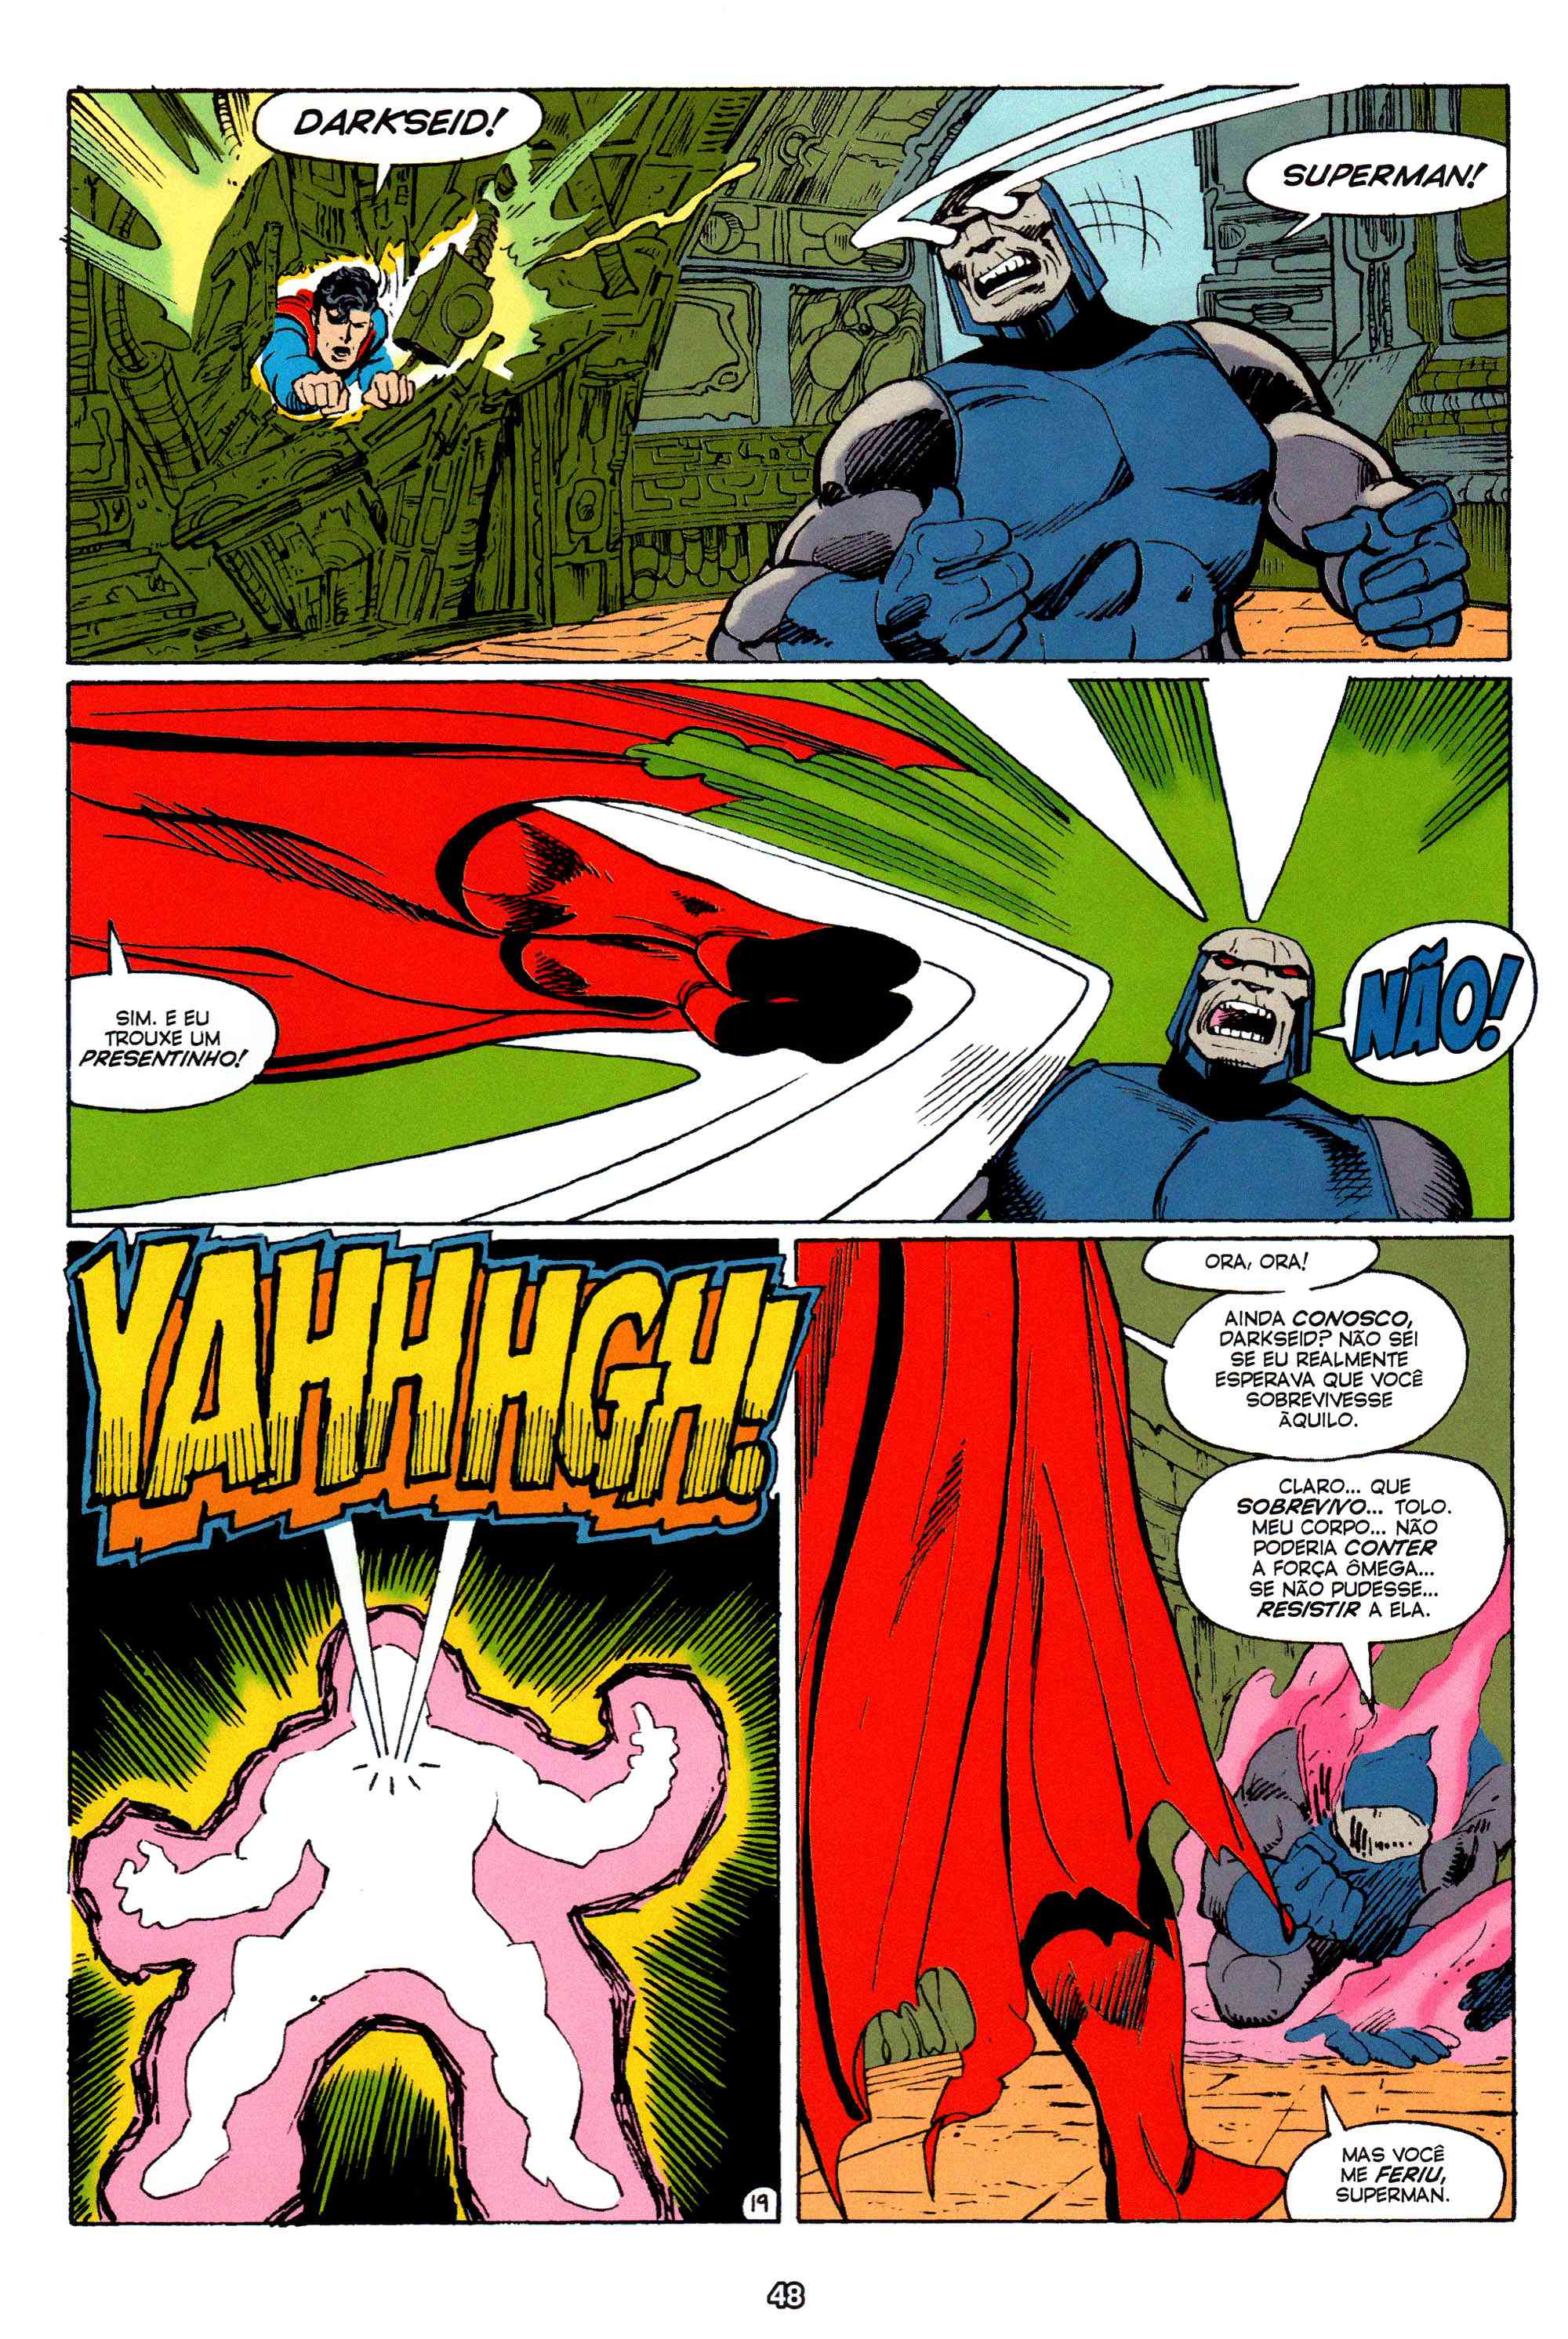 DARKSEID!
SUPERMAN!
SIM. E EU
TROUXE UM
PRESENTINHO!
NÃO!
YAHHHGH!
ORA, ORA!
AINDA CONOSCO,
DARKSEID? NÃO SEI
SE EU REALMENTE
ESPERAVA QUE VOCÊ
SOBREVIVESSE
ÀQUILO.
CLARO... QUE
SOBREVIVO... TOLO.
MEU CORPO... NÃO
PODERIA CONTER
A FORÇA ÔMEGA...
SE NÃO PUDESSE...
RESISTIR A ELA.
MAS VOCÊ
ME FERIU,
SUPERMAN.
19
48